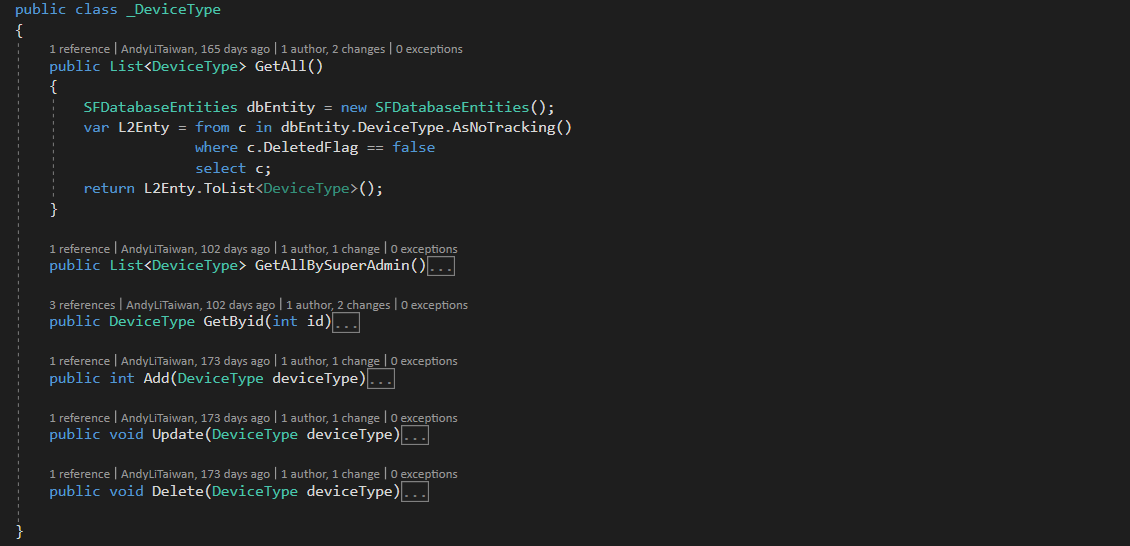 public class _DeviceType
{
1 reference | AndyLiTaiwan, 165 days ago | 1 author, 2 changes | 0 exceptions
public List<DeviceType> GetAll()
{
SFDatabaseEntities dbEntity = new SFDatabaseEntities();
var L2Enty = from c in dbEntity.DeviceType.AsNoTracking()
where c.DeletedFlag == false
select c;
return L2Enty.ToList<DeviceType>();
}
1 reference | AndyLiTaiwan, 102 days ago | 1 author, 1 change | 0 exceptions
public List<DeviceType> GetAllBySuperAdmin()...
3 references | AndyLiTaiwan, 102 days ago | 1 author, 2 changes | 0 exceptions
public DeviceType GetByid(int id)...
1 reference | AndyLiTaiwan, 173 days ago | 1 author, 1 change | 0 exceptions
public int Add(DeviceType deviceType)...
1 reference | AndyLiTaiwan, 173 days ago | 1 author, 1 change | 0 exceptions
public void Update(DeviceType deviceType)...
1 reference | AndyLiTaiwan, 173 days ago | 1 author, 1 change | 0 exceptions
public void Delete(DeviceType deviceType)...
}